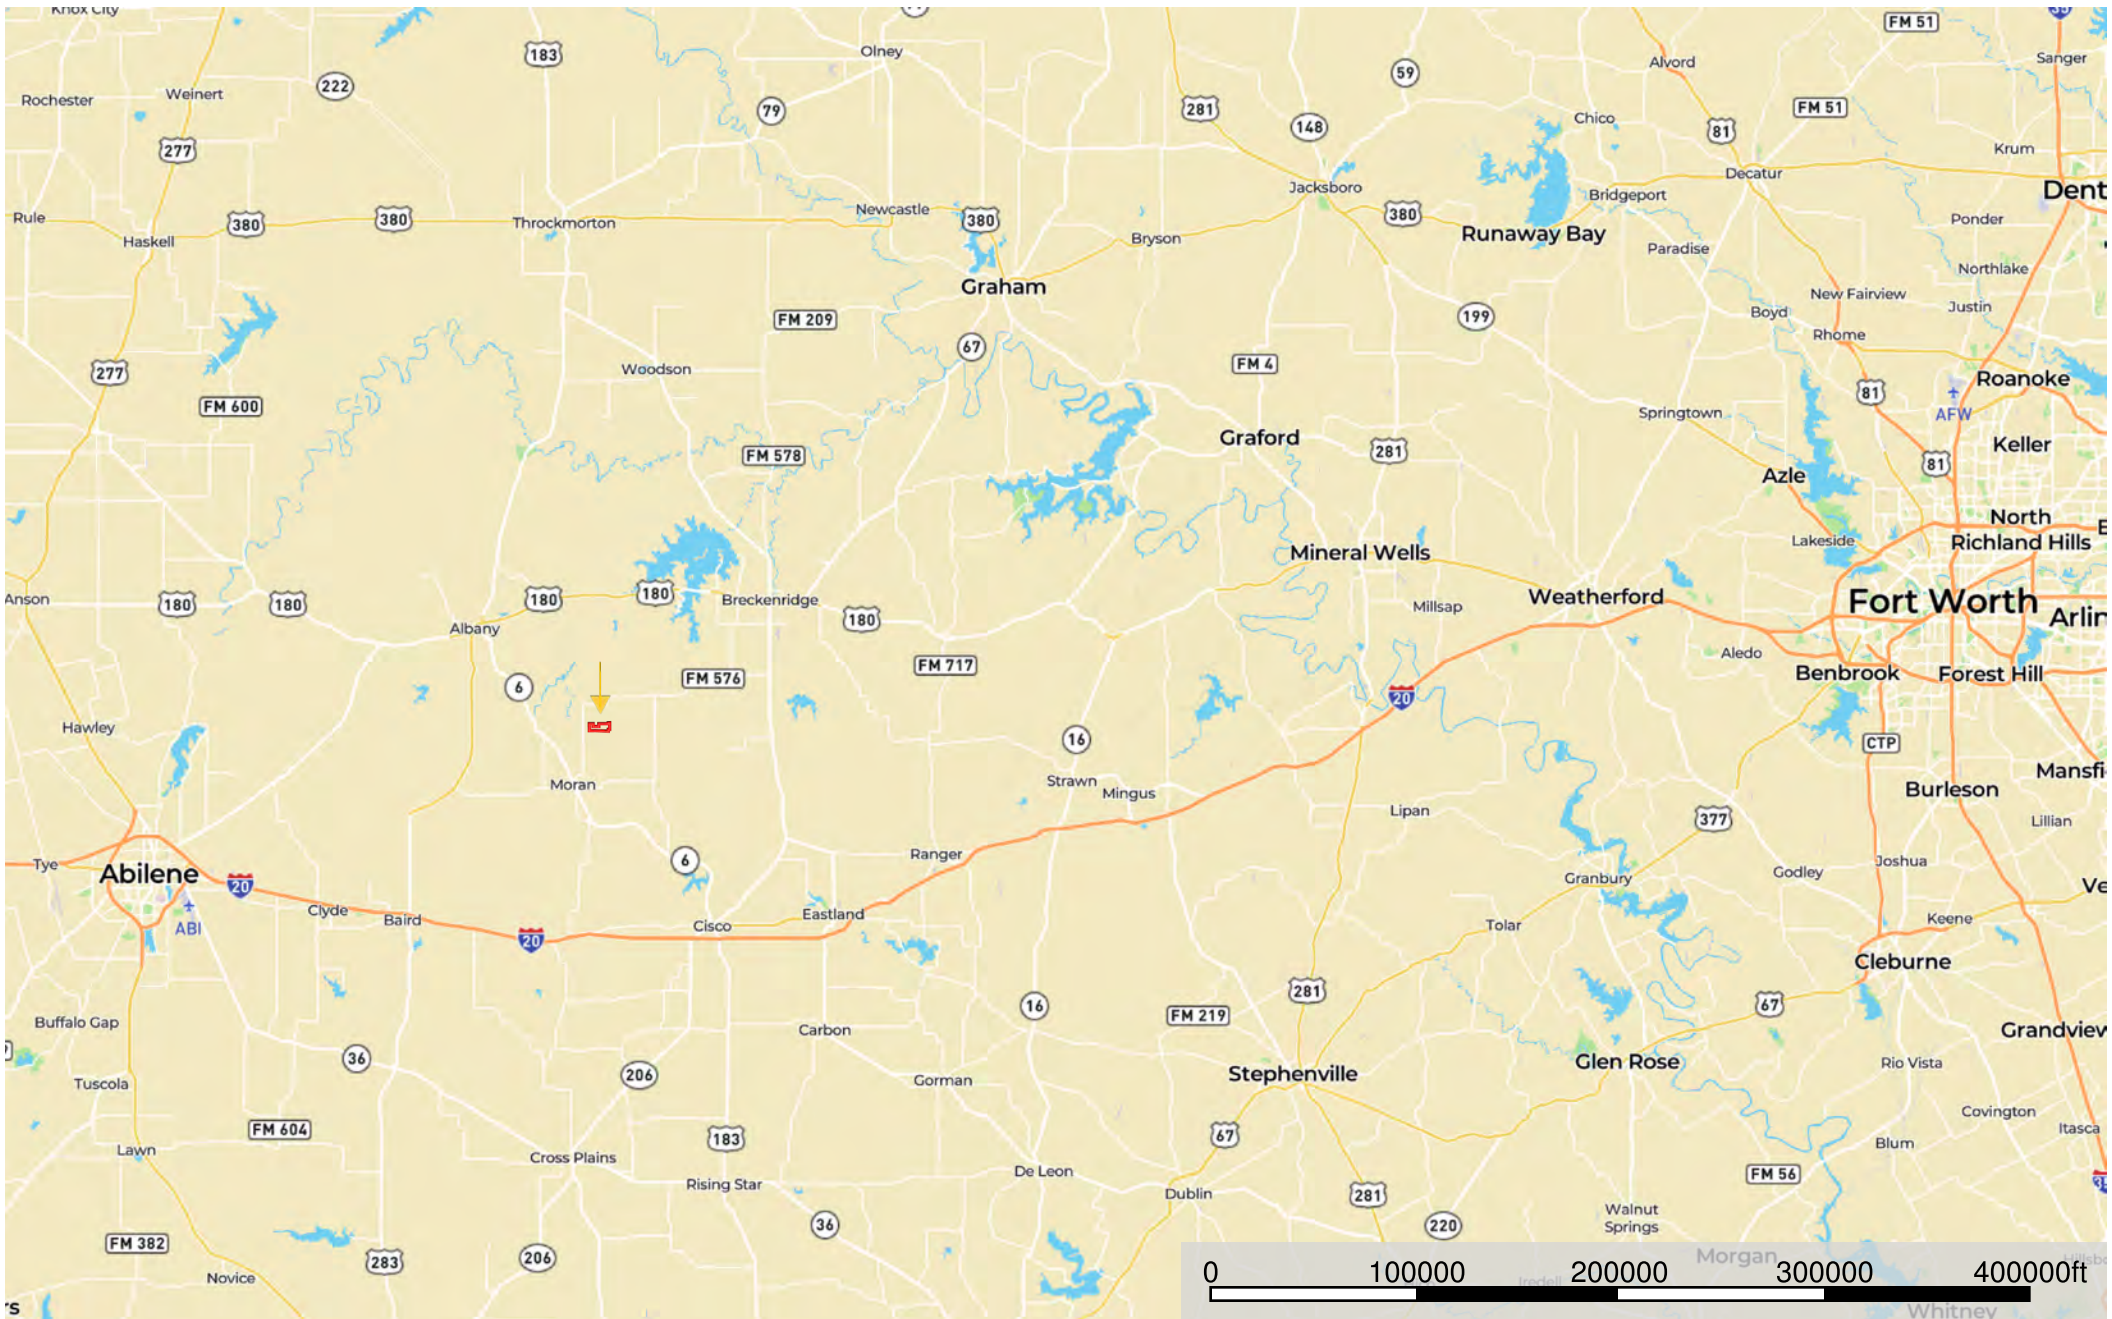 Knox City
183
Olney
FM 51
35
Sanger
Alvord
Rochester
Weinert
222
59
79
281
148
Chico
FM 51
81
277
Krum
Decatur
Dent
Jacksboro
Bridgeport
Rule
380
380
Throckmorton
Newcastle
380
380
Ponder
Haskell
Bryson
Runaway Bay
Paradise
Northlake
Graham
New Fairview
Justin
FM 209
199
Boyd
Rhome
67
277
Woodson
FM 4
Roanoke
81
FM 600
AFW
Springtown
Graford
Keller
281
FM 578
81
Azle
North
Richland Hills
E
Lakeside
Mineral Wells
Anson
180
180
180
180
Breckenridge
Millsap
Weatherford
Fort Worth
Arlin
180
Albany
Aledo
FM 717
Benbrook
Forest Hill
FM 576
6
20
Hawley
16
CTP
Mansfi
Moran
Strawn
Mingus
Burleson
Lipan
377
Lillian
Tye
Abilene
20
6
Ranger
Joshua
Godley
Granbury
Ve
Clyde
Baird
ABI
20
Cisco
Eastland
Tolar
Keene
Cleburne
281
67
16
FM 219
Buffalo Gap
Carbon
Grandview
36
Glen Rose
Rio Vista
Tuscola
206
Gorman
Stephenville
Covington
FM 604
183
67
Itasca
Lawn
Cross Plains
Blum
De Leon
FM 56
35
Rising Star
Dublin
281
Walnut
Springs
36
220
FM 382
206
283
Morgan
Hillsbo
Novice
0 100000 200000 300000 400000ft
Iredell
rs
Whitney